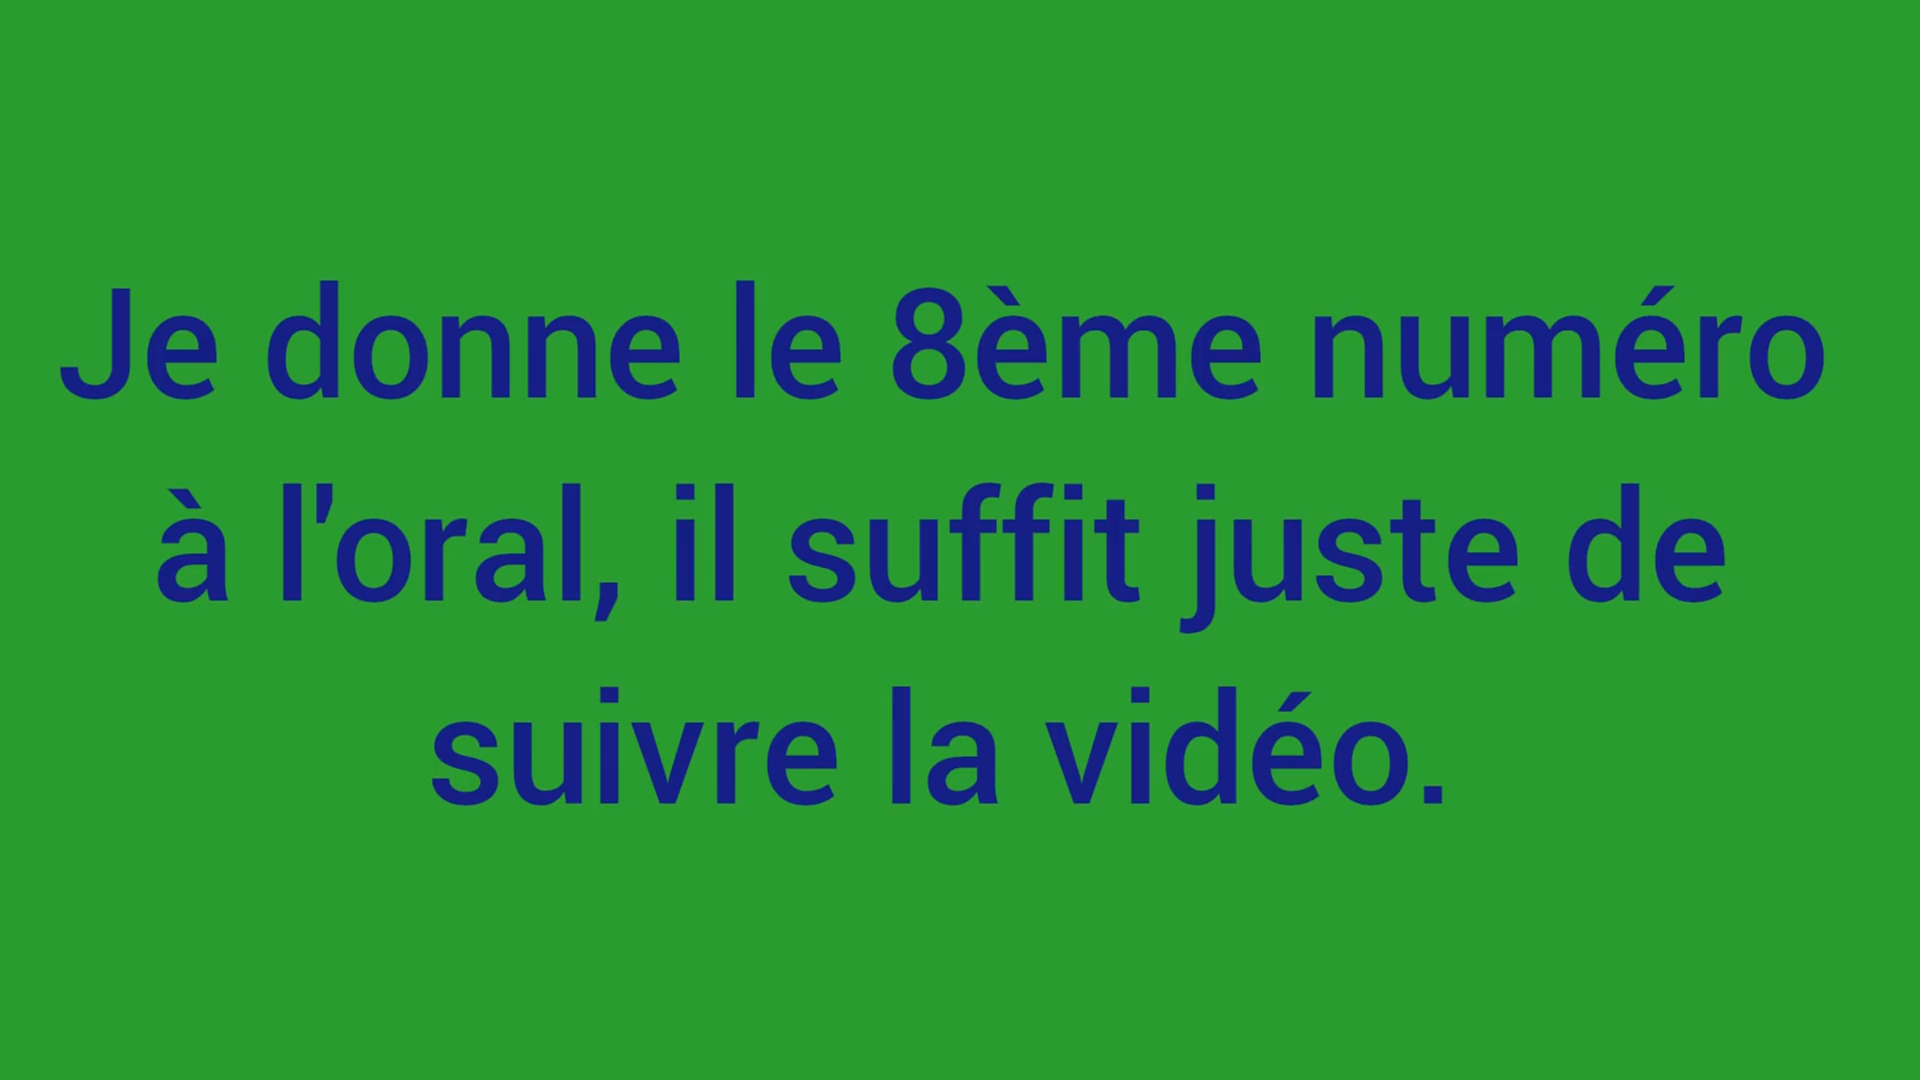 Je donne le 8ème numéro
à l'oral, il suffit juste de
suivre la vidéo.